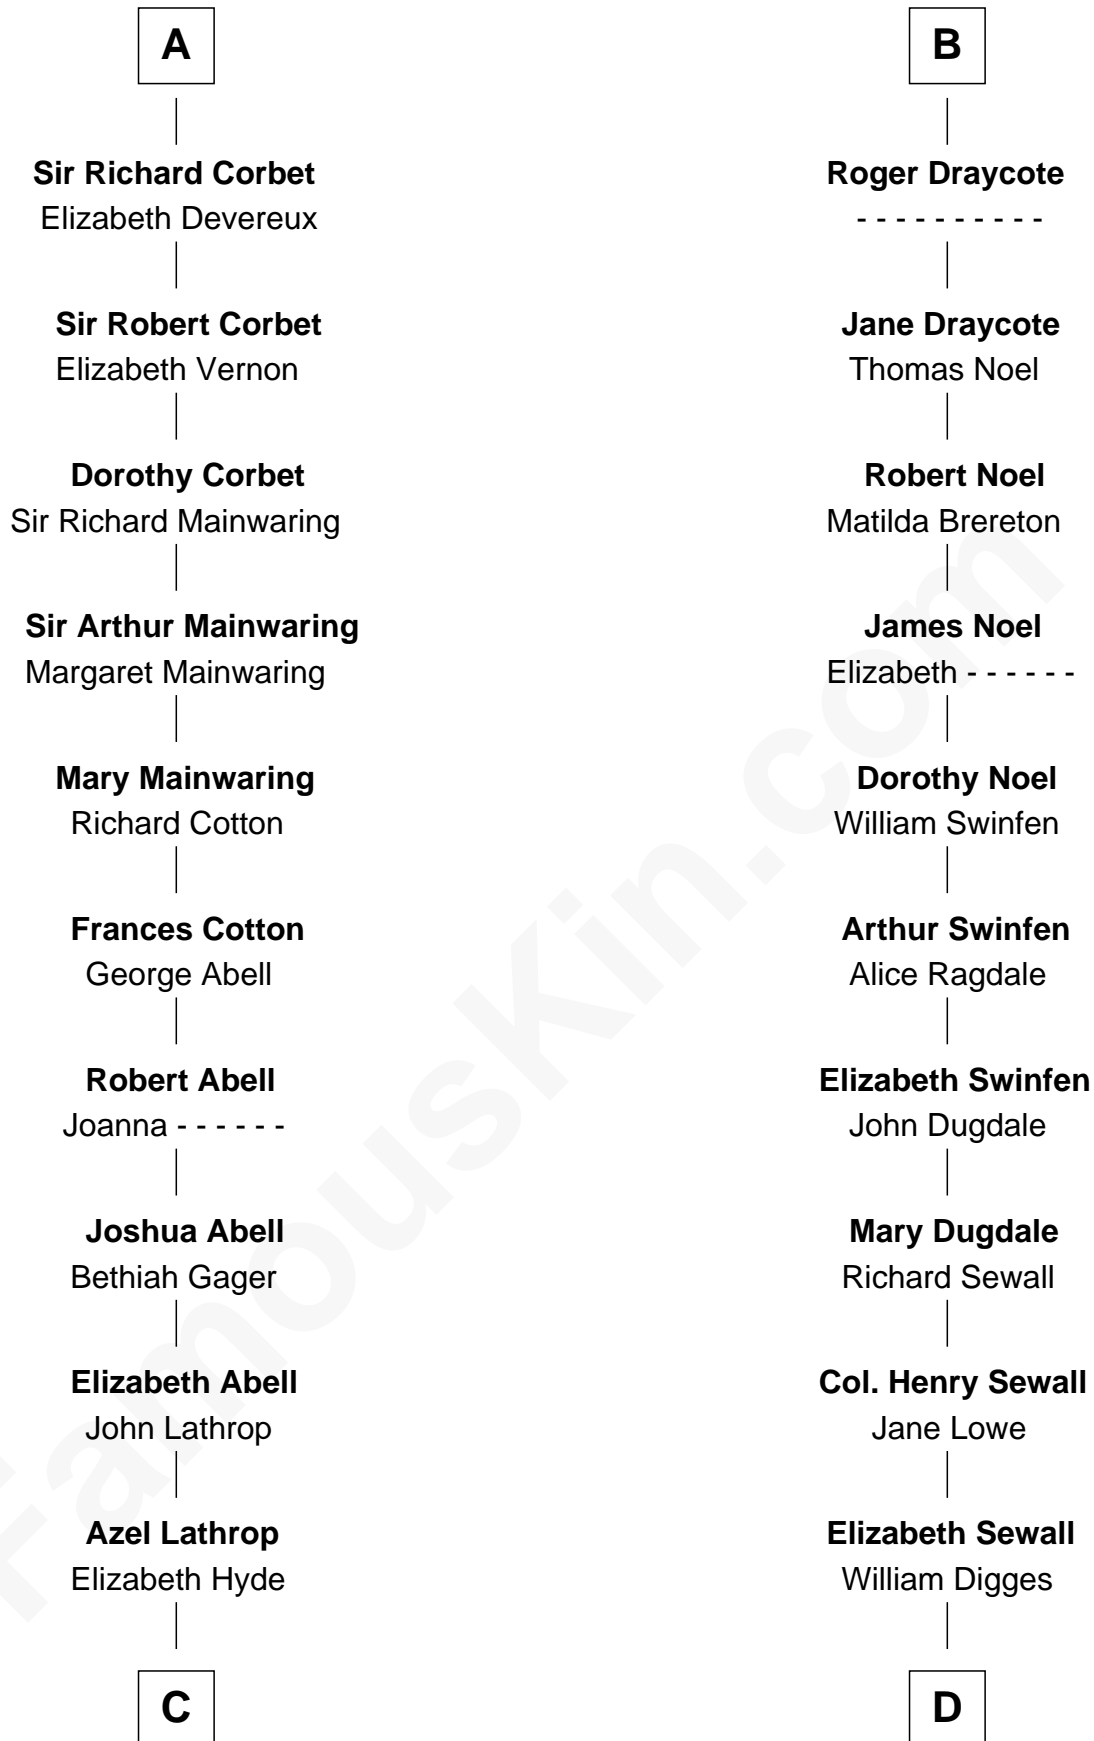 A
Sir Richard Corbet
Elizabeth Devereux
Sir Robert Corbet
Elizabeth Vernon
Dorothy Corbet
Sir Richard Mainwaring
Sir Arthur Mainwaring
Margaret Mainwaring
Mary Mainwaring
Richard Cotton
Frances Cotton
George Abell
Robert Abell
Joanna - - - - - -
Joshua Abell
Bethiah Gager
Elizabeth Abell
John Lathrop
Azel Lathrop
Elizabeth Hyde
C
B
Roger Draycote
- - - - - - - - - -
Jane Draycote
Thomas Noel
Robert Noel
Matilda Brereton
James Noel
Elizabeth - - - - - -
Dorothy Noel
William Swinfen
Arthur Swinfen
Alice Ragdale
Elizabeth Swinfen
John Dugdale
Mary Dugdale
Richard Sewall
Col. Henry Sewall
Jane Lowe
Elizabeth Sewall
William Digges
D
FamousKin.com